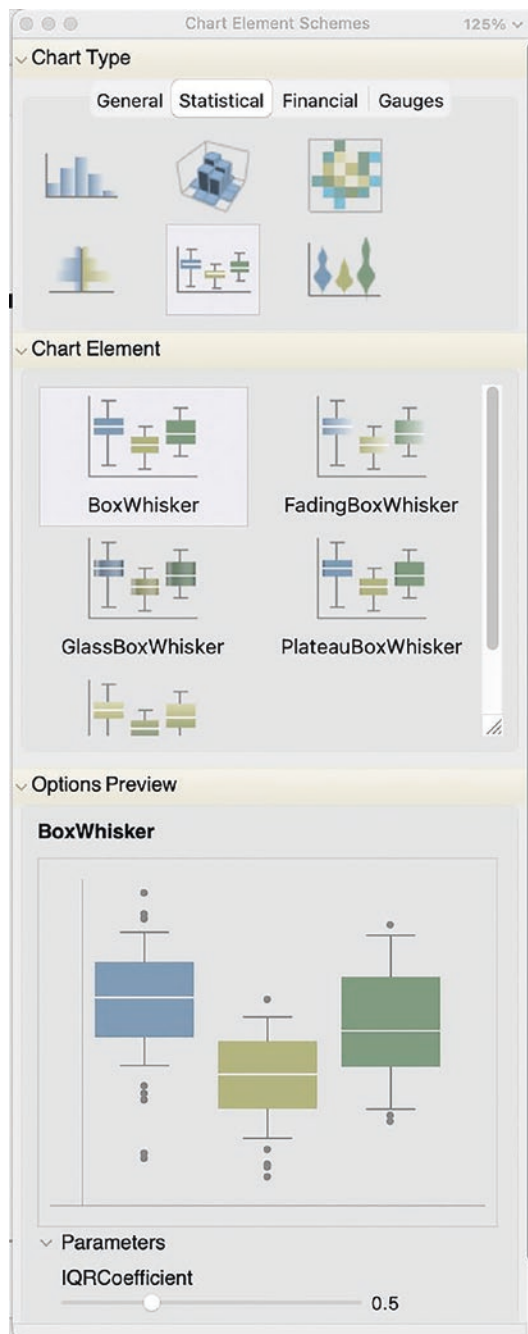 Chart Element Schemes 125%
Chart Type
General Statistical Financial Gauges
Chart Element
BoxWhisker FadingBoxWhisker
GlassBoxWhisker PlateauBoxWhisker
Options Preview
BoxWhisker
Parameters
IQRCoefficient
0.5